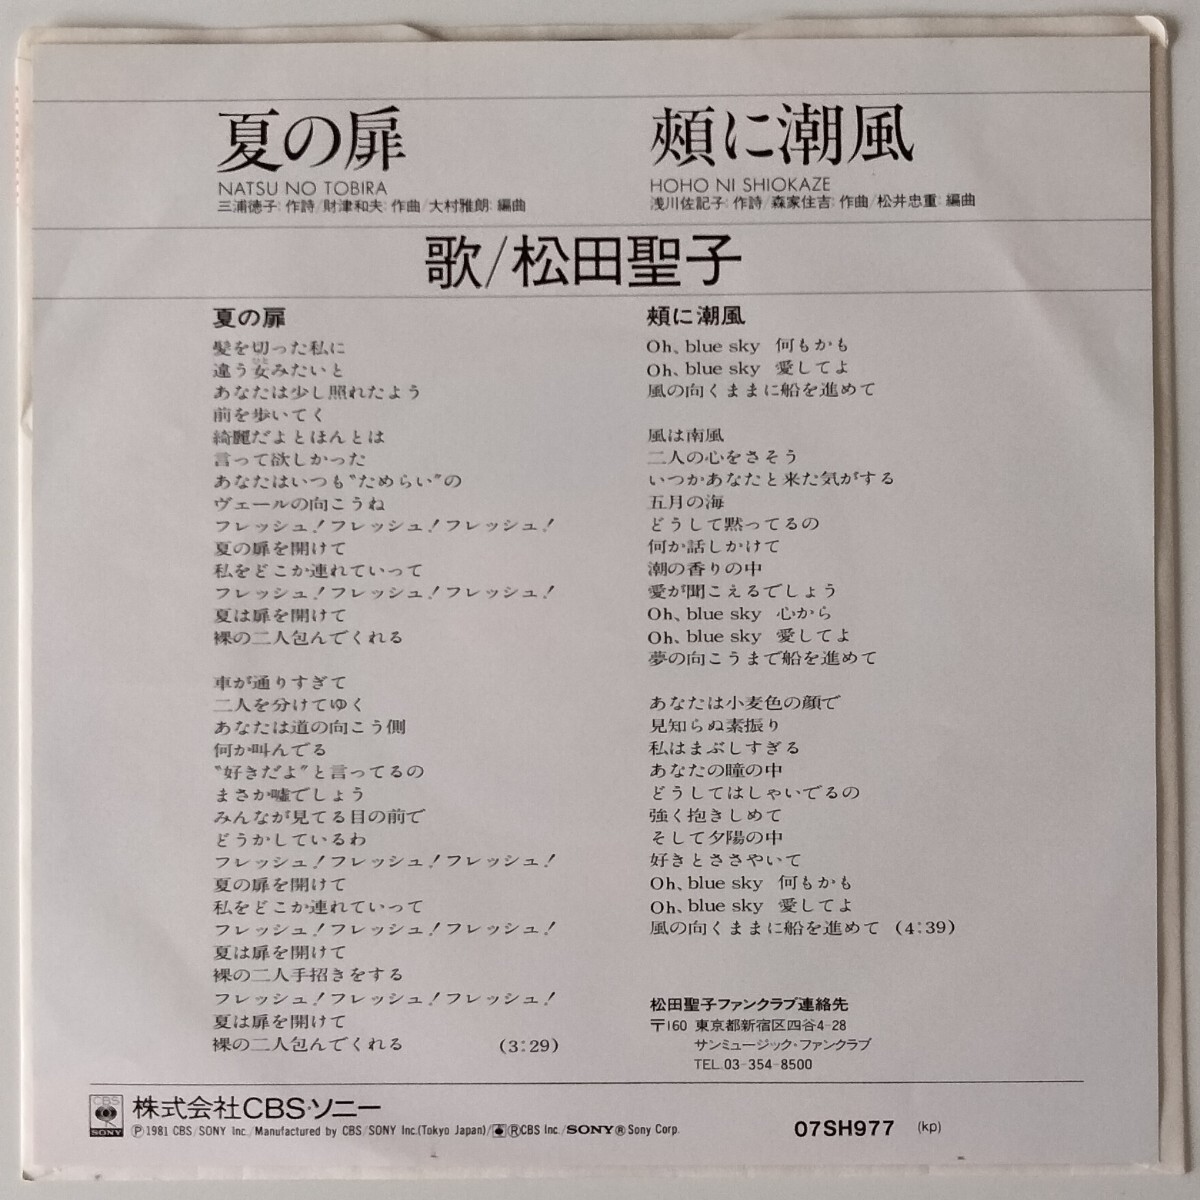 夏の扉
NATSU NO TOBIRA
三浦徳子:作詩/財津和夫:作曲/大村雅朗:編曲
頰に潮風
HOHO NI SHIOKAZE
浅川佐記子:作詩/森家住吉:作曲/松井忠重:編曲
歌/松田聖子
夏の扉
髪を切った私に
違う女みたいと
ひと
あなたは少し照れたよう
前を歩いてく
綺麗だよとほんとは
言って欲しかった
あなたはいつも〝ためらい〟の
ヴェールの向こうね
フレッシュ！フレッシュ！フレッシュ！
夏の扉を開けて
私をどこか連れていって
フレッシュ！フレッシュ！フレッシュ！
夏は扉を開けて
裸の二人包んでくれる
車が通りすぎて
二人を分けてゆく
あなたは道の向こう側
何か叫んでる
〝好きだよ〟と言ってるの
まさか嘘でしょう
みんなが見てる目の前で
どうかしているわ
フレッシュ！フレッシュ！フレッシュ！
夏の扉を開けて
私をどこか連れていって
フレッシュ！フレッシュ！フレッシュ！
夏は扉を開けて
裸の二人手招きをする
フレッシュ！フレッシュ！フレッシュ！
夏は扉を開けて
裸の二人包んでくれる (3:29)
頰に潮風
Oh、blue sky 何もかも
Oh、blue sky 愛してよ
風の向くままに船を進めて
風は南風
二人の心をさそう
いつかあなたと来た気がする
五月の海
どうして黙ってるの
何か話しかけて
潮の香りの中
愛が聞こえるでしょう
Oh、blue sky 心から
Oh、blue sky 愛してよ
夢の向こうまで船を進めて
あなたは小麦色の顔で
見知らぬ素振り
私はまぶしすぎる
あなたの瞳の中
どうしてはしゃいでるの
強く抱きしめて
そして夕陽の中
好きとささやいて
Oh、blue sky 何もかも
Oh、blue sky 愛してよ
風の向くままに船を進めて (4:39)
松田聖子ファンクラブ連絡先
〒160 東京都新宿区四谷4-28
サンミュージック・ファンクラブ
TEL.03-354-8500
CBS
SONY
株式会社CBS・ソニー
Ⓟ1981 CBS/SONY Inc./Manufactured by CBS/SONY Inc.(Tokyo Japan)/®CBS Inc./SONY®Sony Corp.
07SH977 (kp)